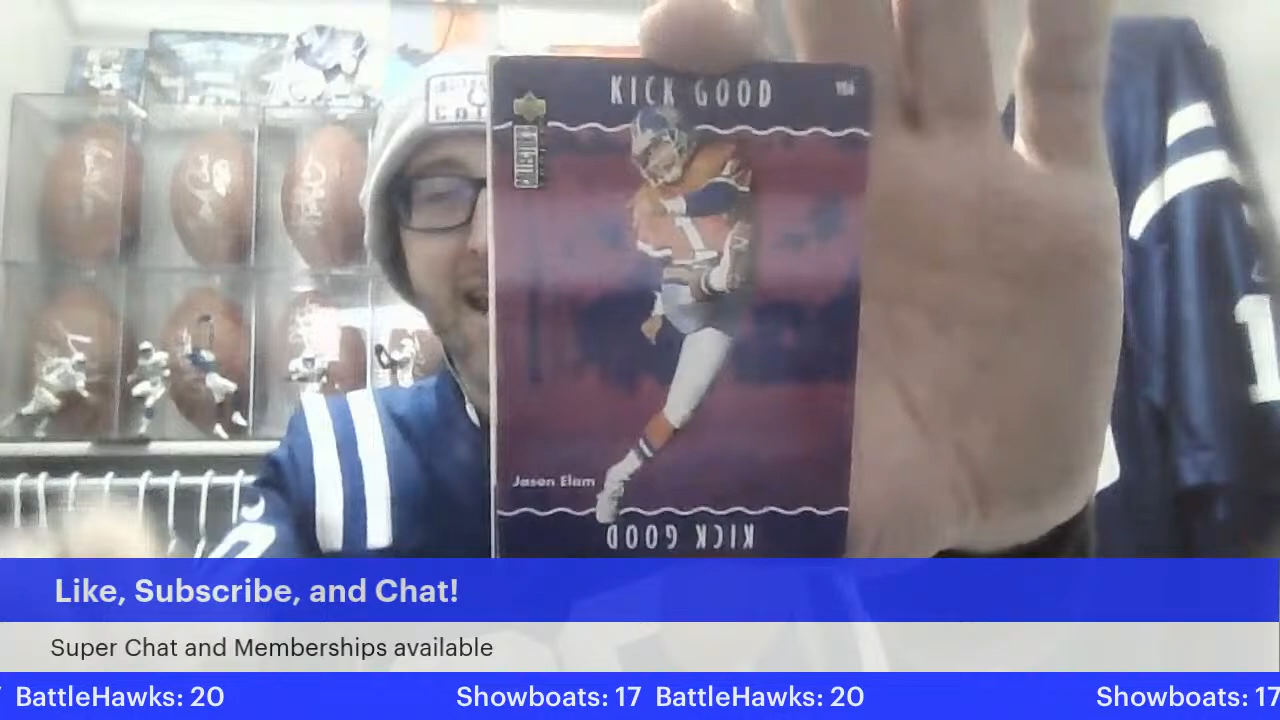 KICK GOOD
Jason Elam
KICK GOOD
Like, Subscribe, and Chat!
Super Chat and Memberships available
BattleHawks: 20 Showboats: 17 BattleHawks: 20 Showboats: 17